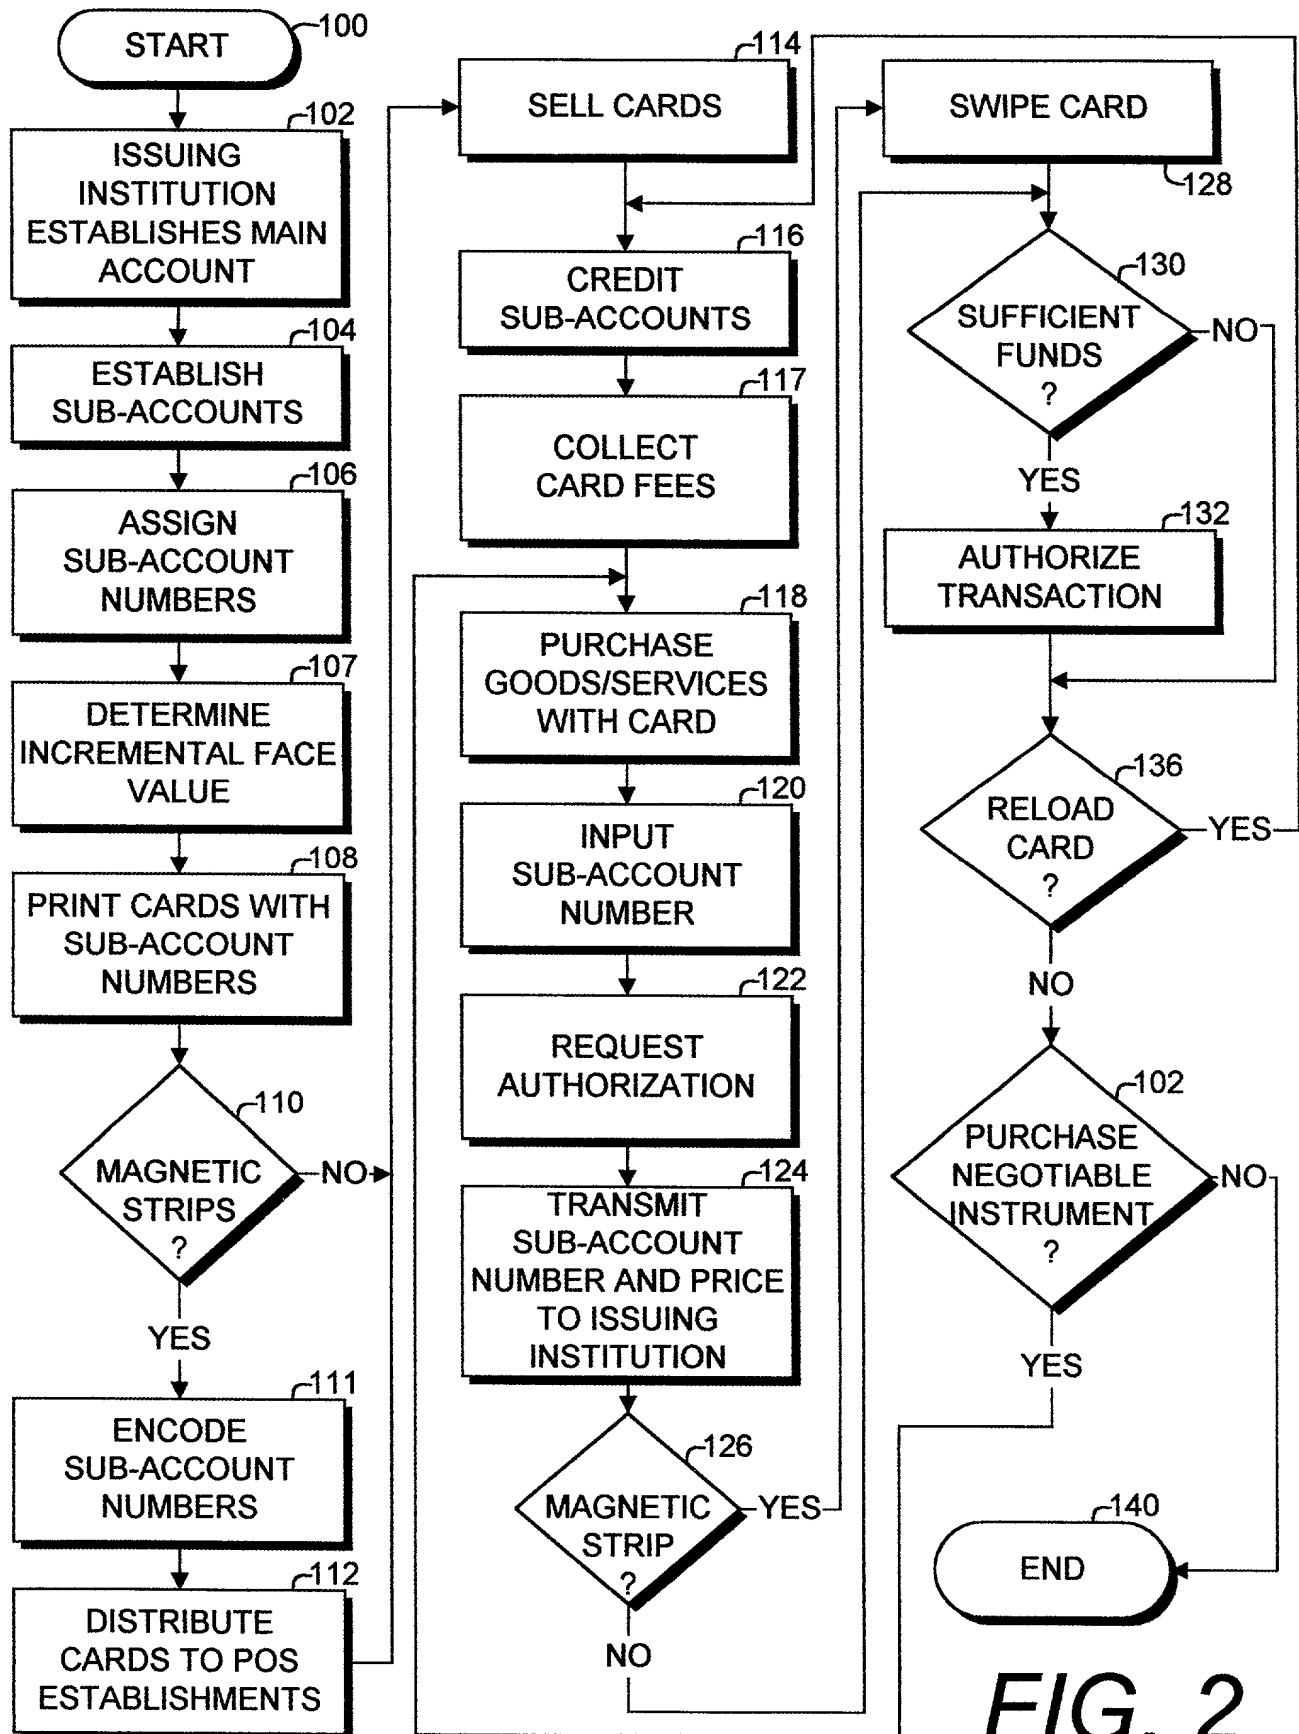 START
100
102
ISSUING
INSTITUTION
ESTABLISHES MAIN
ACCOUNT
104
ESTABLISH
SUB-ACCOUNTS
106
ASSIGN
SUB-ACCOUNT
NUMBERS
107
DETERMINE
INCREMENTAL FACE
VALUE
108
PRINT CARDS WITH
SUB-ACCOUNT
NUMBERS
110
MAGNETIC
STRIPS
?
NO
YES
111
ENCODE
SUB-ACCOUNT
NUMBERS
112
DISTRIBUTE
CARDS TO POS
ESTABLISHMENTS
114
SELL CARDS
116
CREDIT
SUB-ACCOUNTS
117
COLLECT
CARD FEES
118
PURCHASE
GOODS/SERVICES
WITH CARD
120
INPUT
SUB-ACCOUNT
NUMBER
122
REQUEST
AUTHORIZATION
124
TRANSMIT
SUB-ACCOUNT
NUMBER AND PRICE
TO ISSUING
INSTITUTION
126
MAGNETIC
STRIP
?
YES
NO
SWIPE CARD
128
130
SUFFICIENT
FUNDS
?
NO
YES
132
AUTHORIZE
TRANSACTION
136
RELOAD
CARD
?
YES
NO
102
PURCHASE
NEGOTIABLE
INSTRUMENT
?
NO
YES
140
END
FIG. 2